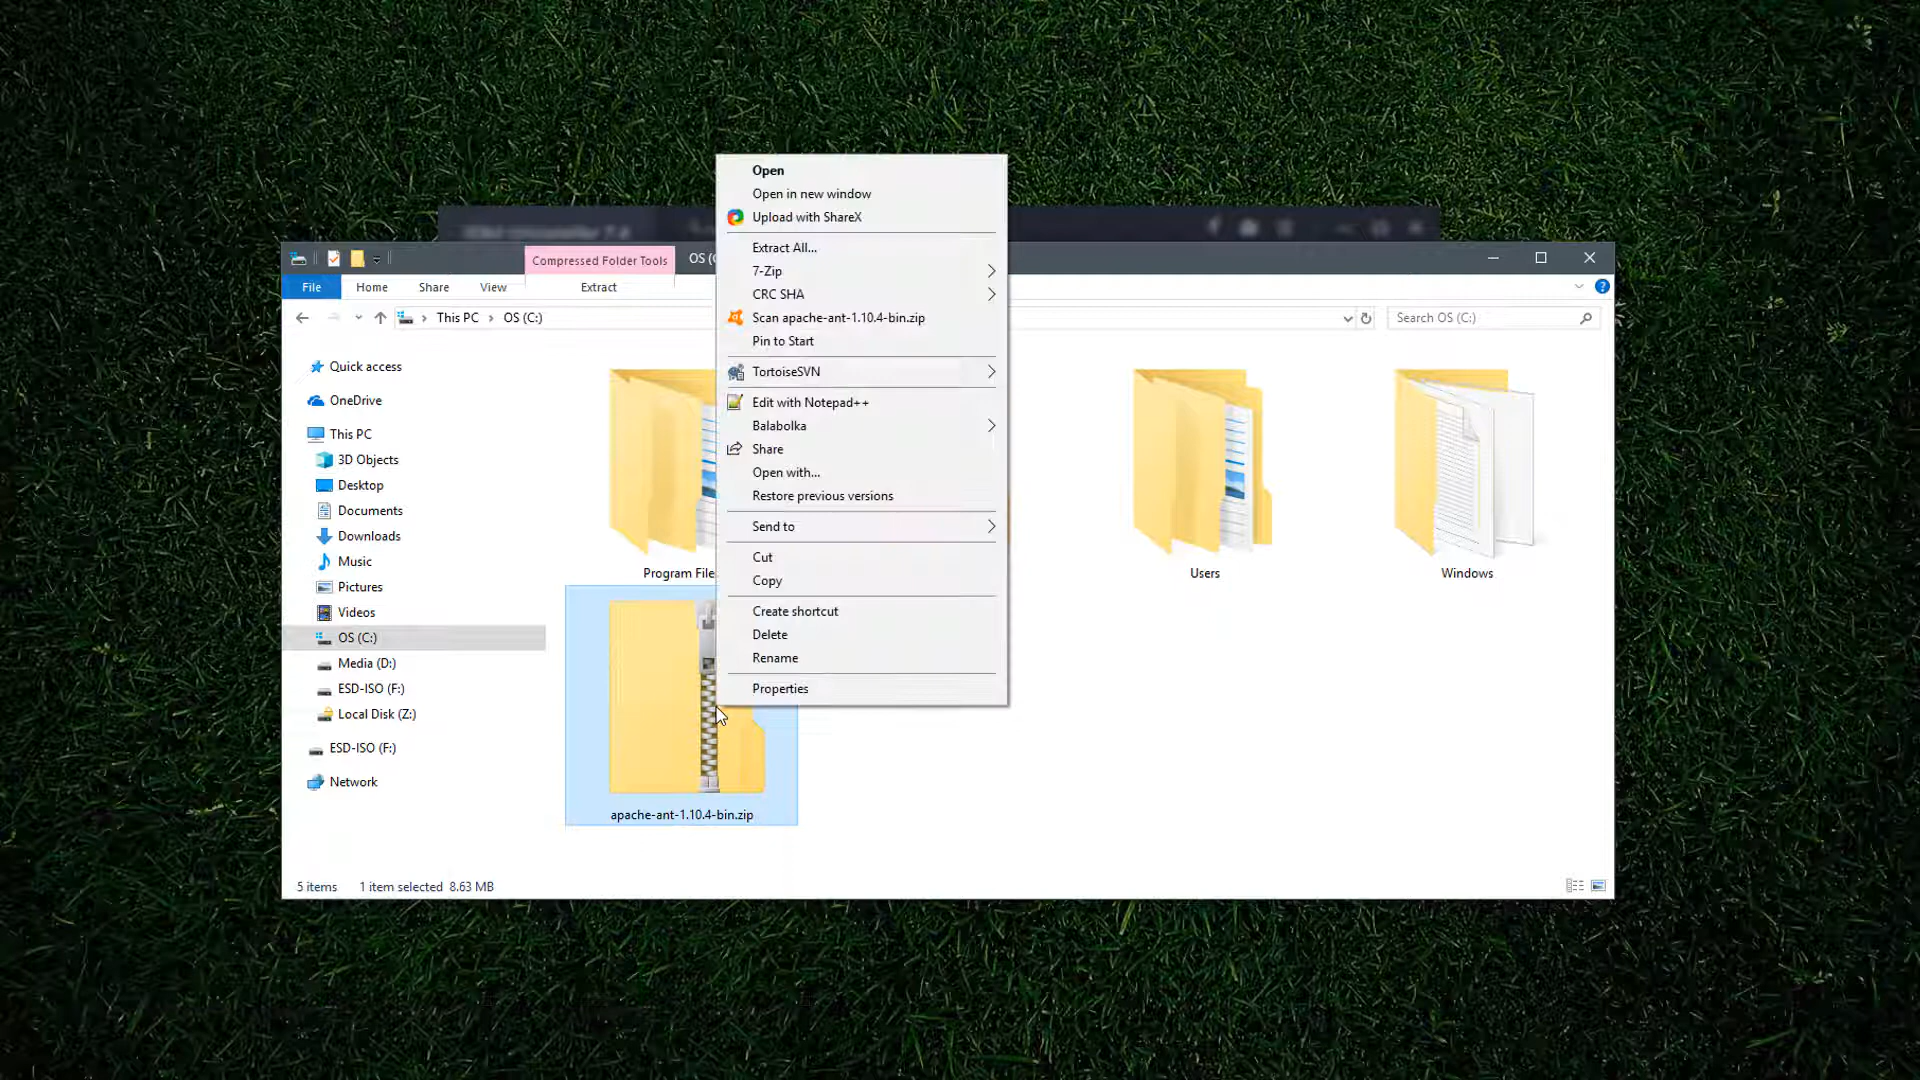 Compressed Folder Tools
OS (C
File
Home
Share
View
Extract
This PC
OS (C:)
Search OS (C:)
Quick access
OneDrive
This PC
3D Objects
Desktop
Documents
Downloads
Music
Pictures
Videos
OS (C:)
Media (D:)
ESD-ISO (F:)
Local Disk (Z:)
ESD-ISO (F:)
Network
Program File
Users
Windows
apache-ant-1.10.4-bin.zip
Open
Open in new window
Upload with ShareX
Extract All...
7-Zip
CRC SHA
Scan apache-ant-1.10.4-bin.zip
Pin to Start
TortoiseSVN
Edit with Notepad++
Balabolka
Share
Open with...
Restore previous versions
Send to
Cut
Copy
Create shortcut
Delete
Rename
Properties
5 items
1 item selected 8.63 MB